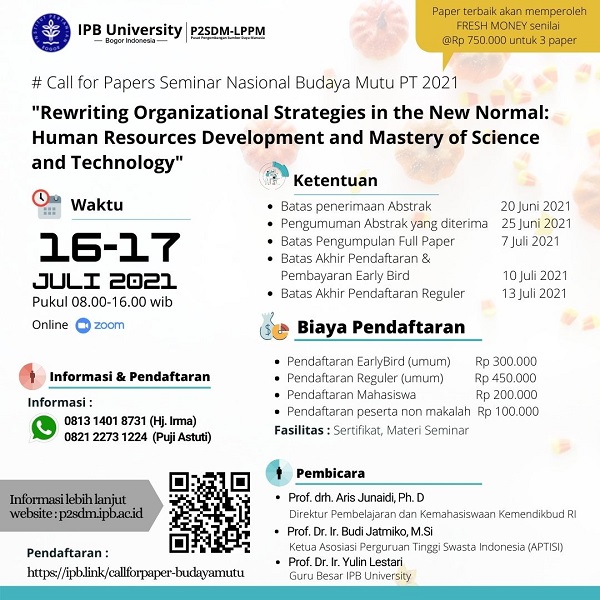 INSTITUT PERTANIAN
BOGOR
IPB University
Bogor Indonesia
P2SDM-LPPM
Pusat Pengembangan Sumber Daya Manusia
Paper terbaik akan memperoleh
FRESH MONEY senilai
@Rp 750.000 untuk 3 paper
# Call for Papers Seminar Nasional Budaya Mutu PT 2021
"Rewriting Organizational Strategies in the New Normal:
Human Resources Development and Mastery of Science
and Technology"
Waktu
16-17
JULI 2021
Pukul 08.00-16.00 wib
Online zoom
Ketentuan
Batas penerimaan Abstrak 20 Juni 2021
Pengumuman Abstrak yang diterima 25 Juni 2021
Batas Pengumpulan Full Paper 7 Juli 2021
Batas Akhir Pendaftaran &
Pembayaran Early Bird 10 Juli 2021
Batas Akhir Pendaftaran Reguler 13 Juli 2021
Biaya Pendaftaran
Pendaftaran EarlyBird (umum) Rp 300.000
Pendaftaran Reguler (umum) Rp 450.000
Pendaftaran Mahasiswa Rp 200.000
Pendaftaran peserta non makalah Rp 100.000
Fasilitas : Sertifikat, Materi Seminar
Informasi & Pendaftaran
Informasi :
0813 1401 8731 (Hj. Irma)
0821 2273 1224 (Puji Astuti)
Informasi lebih lanjut
website : p2sdm.ipb.ac.id
Pendaftaran :
https://ipb.link/callforpaper-budayamutu
Pembicara
Prof. drh. Aris Junaidi, Ph. D
Direktur Pembelajaran dan Kemahasiswaan Kemendikbud RI
Prof. Dr. Ir. Budi Jatmiko, M.Si
Ketua Asosiasi Perguruan Tinggi Swasta Indonesia (APTISI)
Prof. Dr. Ir. Yulin Lestari
Guru Besar IPB University